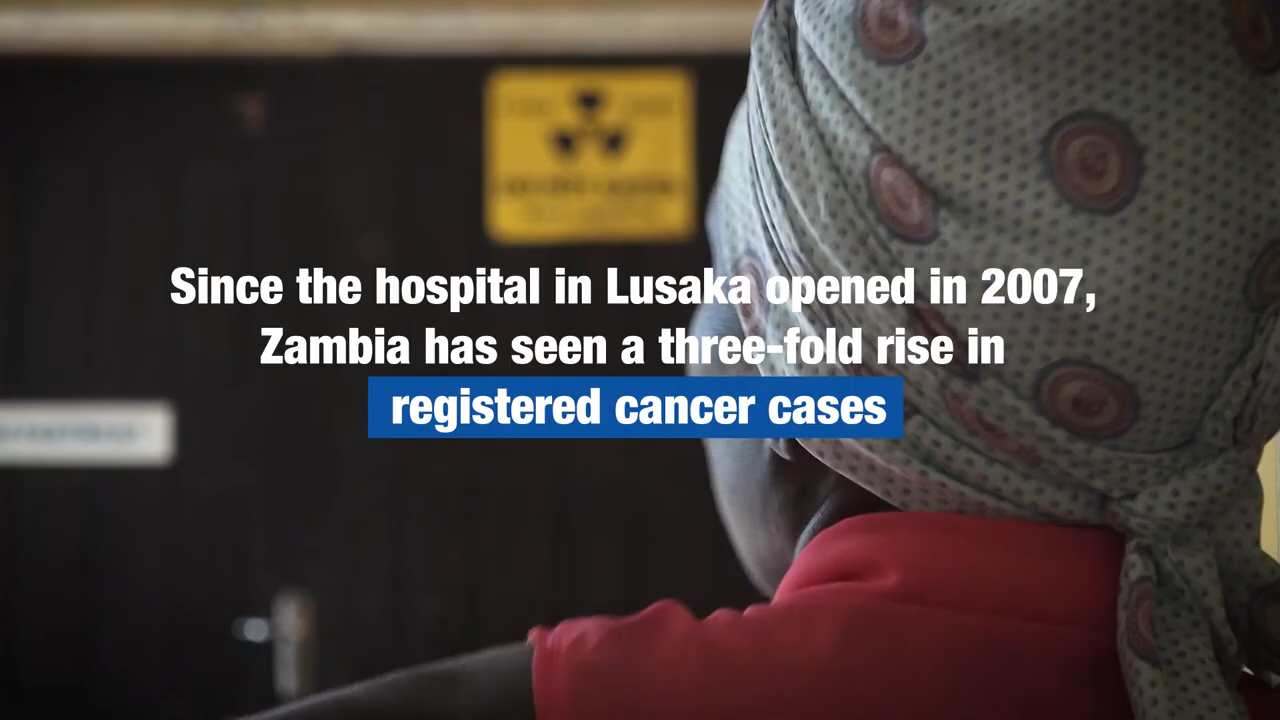 Since the hospital in Lusaka opened in 2007,
Zambia has seen a three-fold rise in
registered cancer cases